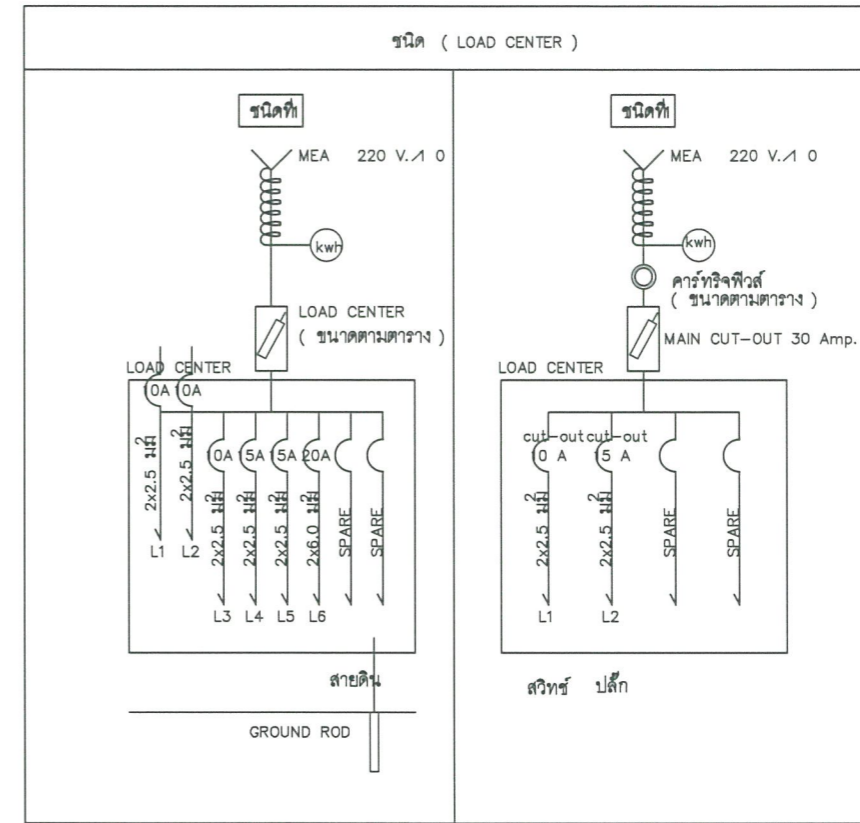 ชนิด ( LOAD CENTER )
ชนิดที่1
MEA 220 V./1 0
kwh
LOAD CENTER
( ขนาดตามตาราง )
LOAD CENTER
10A 10A
2x2.5 มม2
2x2.5 มม2
L1 L2
10A 15A 15A 20A
2x2.5 มม2
2x2.5 มม2
2x2.5 มม2
2x6.0 มม2
SPARE
SPARE
L3 L4 L5 L6
สายดิน
GROUND ROD
ชนิดที่1
MEA 220 V./1 0
kwh
คาร์ทริจฟิวส์
( ขนาดตามตาราง )
MAIN CUT-OUT 30 Amp.
LOAD CENTER
cut-out cut-out
10 A 15 A
2x2.5 มม2
2x2.5 มม2
SPARE
SPARE
L1 L2
สวิทช์ ปลั๊ก